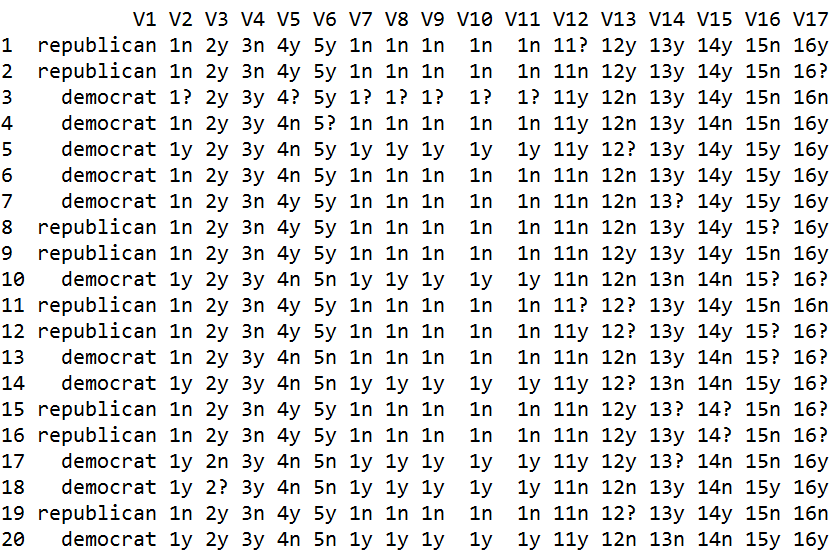 V1 V2 V3 V4 V5 V6 V7 V8 V9 V10 V11 V12 V13 V14 V15 V16 V17
1 republican 1n 2y 3n 4y 5y 1n 1n 1n 1n 1n 11? 12y 13y 14y 15n 16y
2 republican 1n 2y 3n 4y 5y 1n 1n 1n 1n 1n 11n 12y 13y 14y 15n 16?
3 democrat 1? 2y 3y 4? 5y 1? 1? 1? 1? 1? 11y 12n 13y 14y 15n 16n
4 democrat 1n 2y 3y 4n 5? 1n 1n 1n 1n 1n 11y 12n 13y 14n 15n 16y
5 democrat 1y 2y 3y 4n 5y 1y 1y 1y 1y 1y 11y 12? 13y 14y 15y 16y
6 democrat 1n 2y 3y 4n 5y 1n 1n 1n 1n 1n 11n 12n 13y 14y 15y 16y
7 democrat 1n 2y 3n 4y 5y 1n 1n 1n 1n 1n 11n 12n 13? 14y 15y 16y
8 republican 1n 2y 3n 4y 5y 1n 1n 1n 1n 1n 11n 12n 13y 14y 15? 16y
9 republican 1n 2y 3n 4y 5y 1n 1n 1n 1n 1n 11n 12y 13y 14y 15n 16y
10 democrat 1y 2y 3y 4n 5n 1y 1y 1y 1y 1y 11n 12n 13n 14n 15? 16?
11 republican 1n 2y 3n 4y 5y 1n 1n 1n 1n 1n 11? 12? 13y 14y 15n 16n
12 republican 1n 2y 3n 4y 5y 1n 1n 1n 1n 1n 11y 12? 13y 14y 15? 16?
13 democrat 1n 2y 3y 4n 5n 1n 1n 1n 1n 1n 11n 12n 13y 14n 15? 16?
14 democrat 1y 2y 3y 4n 5n 1y 1y 1y 1y 1y 11y 12? 13n 14n 15y 16?
15 republican 1n 2y 3n 4y 5y 1n 1n 1n 1n 1n 11n 12y 13? 14? 15n 16?
16 republican 1n 2y 3n 4y 5y 1n 1n 1n 1n 1n 11n 12y 13y 14? 15n 16?
17 democrat 1y 2n 3y 4n 5n 1y 1y 1y 1y 1y 11y 12y 13? 14n 15n 16y
18 democrat 1y 2? 3y 4n 5n 1y 1y 1y 1y 1y 11n 12n 13y 14n 15y 16y
19 republican 1n 2y 3n 4y 5y 1n 1n 1n 1n 1n 11n 12? 13y 14y 15n 16n
20 democrat 1y 2y 3y 4n 5n 1y 1y 1y 1y 1y 11y 12n 13n 14n 15y 16y